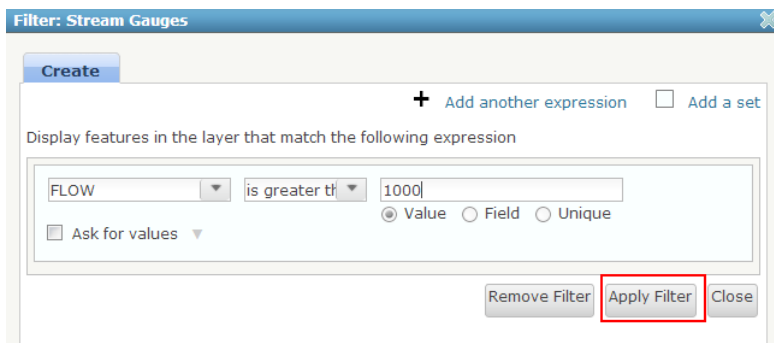 Filter: Stream Gauges
Create
+ Add another expression Add a set
Display features in the layer that match the following expression
FLOW is greater th 1000
Value Field Unique
Ask for values
Remove Filter Apply Filter Close